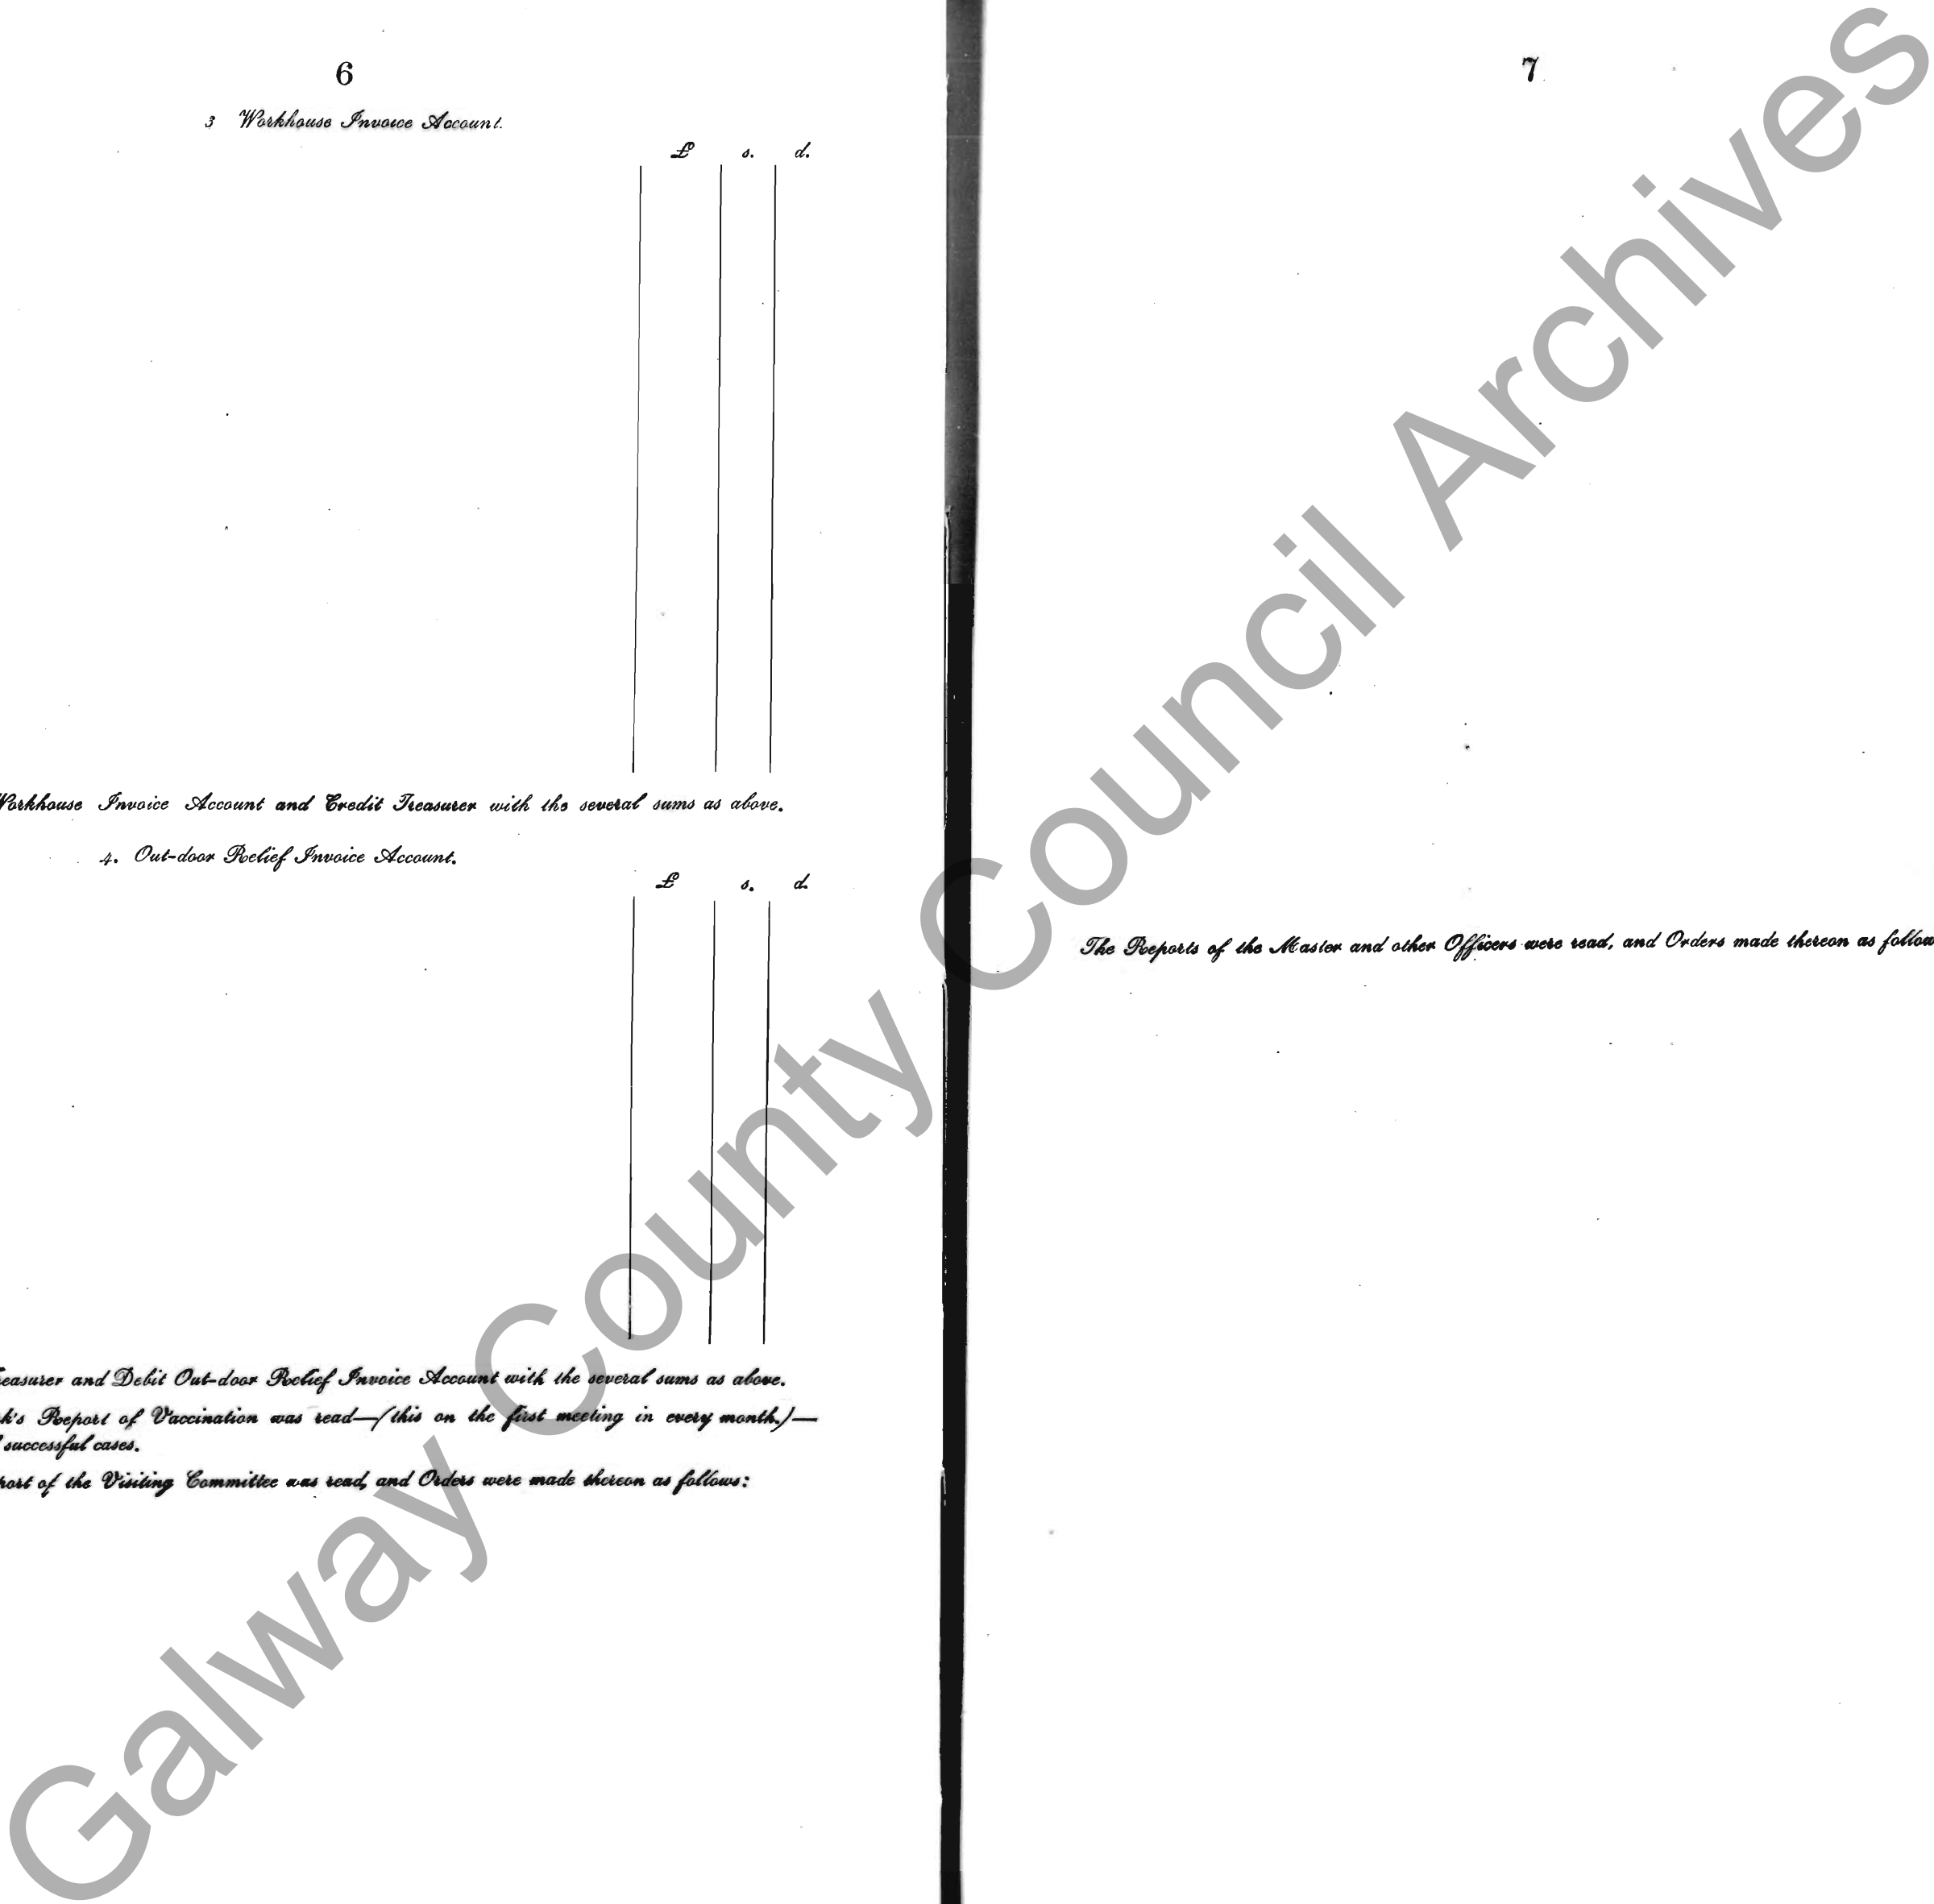 6
3 Workhouse Invoice Account.
£ s. d.
Workhouse Invoice Account and Credit Treasurer with the several sums as above.
4. Out-door Relief Invoice Account.
£ s. d.
easurer and Debit Out-door Relief Invoice Account with the several sums as above.
k's Report of Vaccination was read—(this on the first meeting in every month.)—
successful cases.
port of the Visiting Committee was read, and Orders were made thereon as follows:
7
The Reports of the Master and other Officers were read, and Orders made thereon as follow
Galway County Council Archives